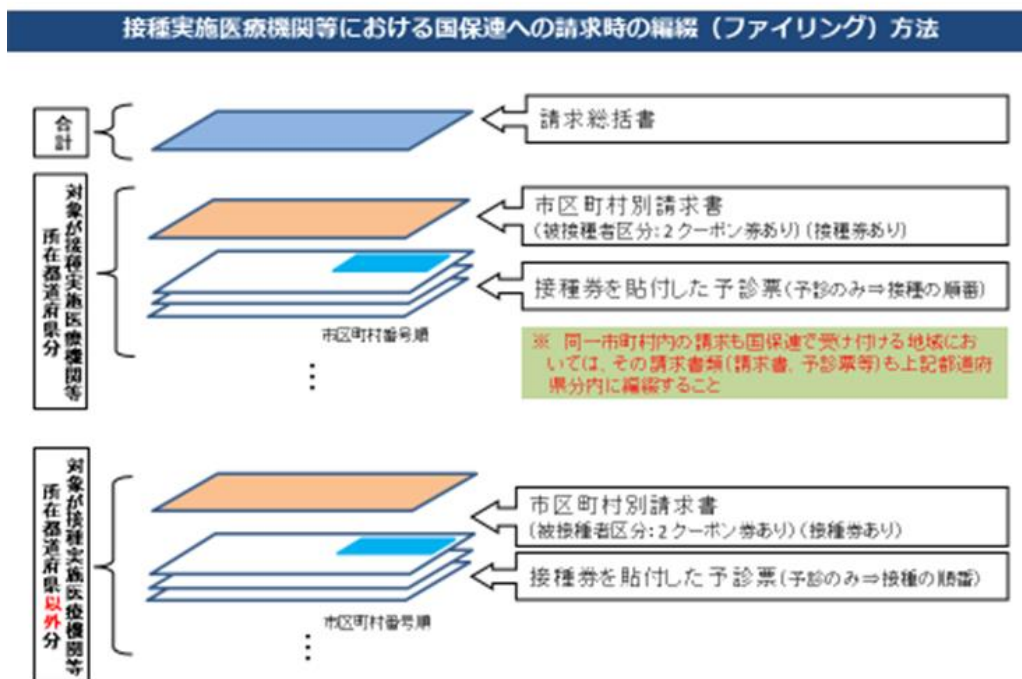 接種実施医療機関等における国保連への請求時の編綴（ファイリング）方法
合計
請求総括書
対象が接種実施医療機関等
所在都道府県分
市区町村別請求書
(被接種者区分:2クーポン券あり)(接種券あり)
接種券を貼付した予診票(予診のみ⇒接種の順番)
市区町村番号順
※ 同一市町村内の請求も国保連で受け付ける地域にお
いては、その請求書類(請求書、予診票等)も上記都道府
県分内に編綴すること
対象が接種実施医療機関等
所在都道府県以外分
市区町村別請求書
(被接種者区分:2クーポン券あり)(接種券あり)
接種券を貼付した予診票(予診のみ⇒接種の順番)
市区町村番号順